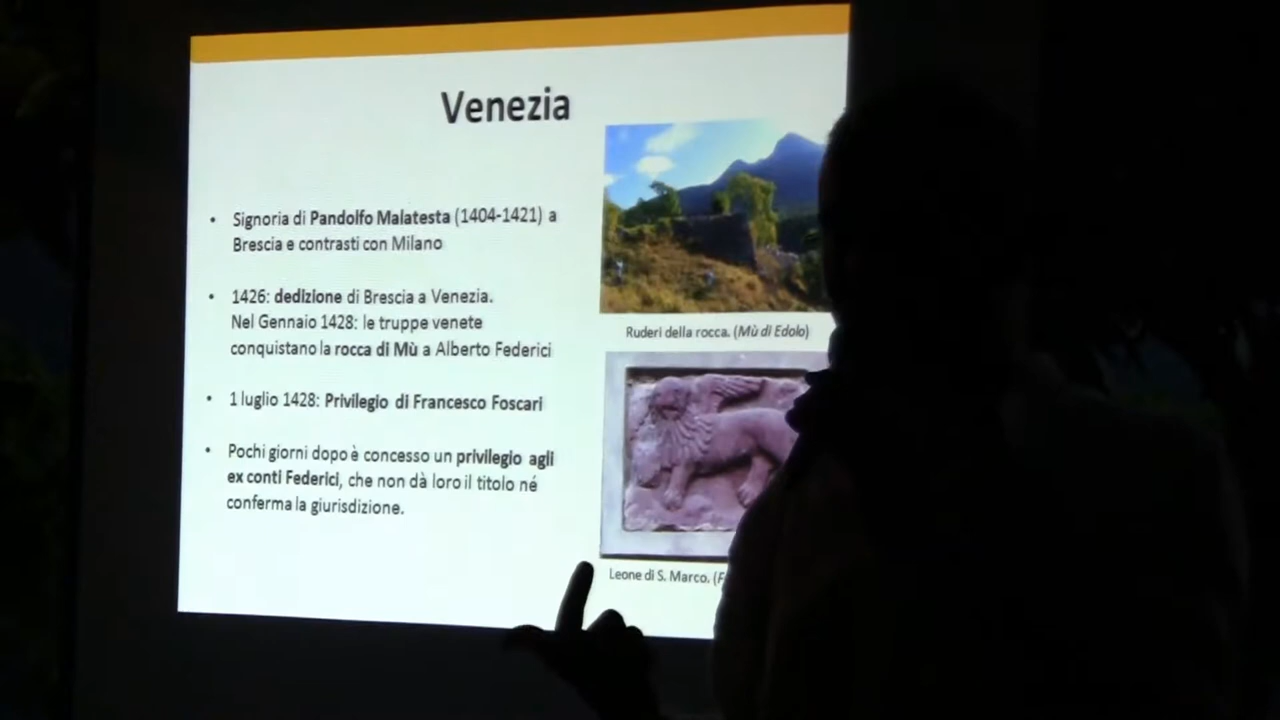 Venezia
• Signoria di Pandolfo Malatesta (1404-1421) a
Brescia e contrasti con Milano
• 1426: dedizione di Brescia a Venezia.
Nel Gennaio 1428: le truppe venete
conquistano la rocca di Mù a Alberto Federici
• 1 luglio 1428: Privilegio di Francesco Foscari
• Pochi giorni dopo è concesso un privilegio agli
ex conti Federici, che non dà loro il titolo né
conferma la giurisdizione.
Ruderi della rocca. (Mù di Edolo)
Leone di S. Marco. (